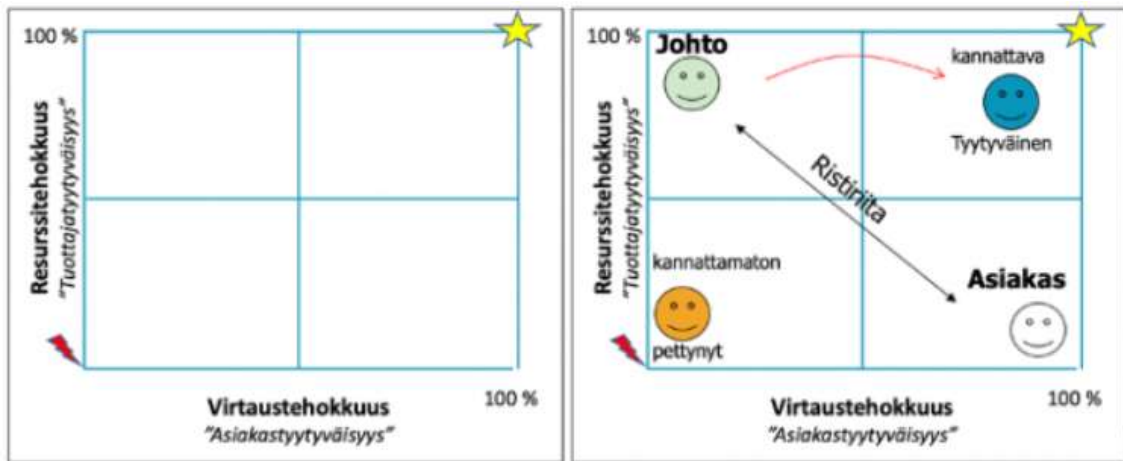 100 %
Resurssitehokkuus
"Tuottajatyytyväisyys"
100 %
Virtaustehokkuus
"Asiakastyytyväisyys"
100 %
Resurssitehokkuus
"Tuottajatyytyväisyys"
Johto
kannattava
Tyytyväinen
Ristiriita
kannattamaton
Asiakas
pettynyt
100 %
Virtaustehokkuus
"Asiakastyytyväisyys"